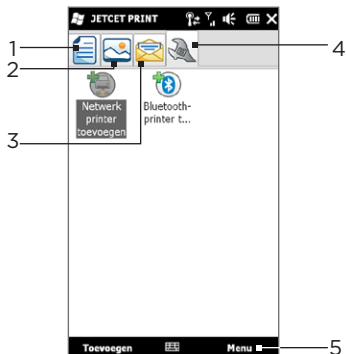 JETCET PRINT
1
2
3
4
Netwerk
printer
toevoegen
Bluetooth-
printer t...
Toevoegen
Menu
5